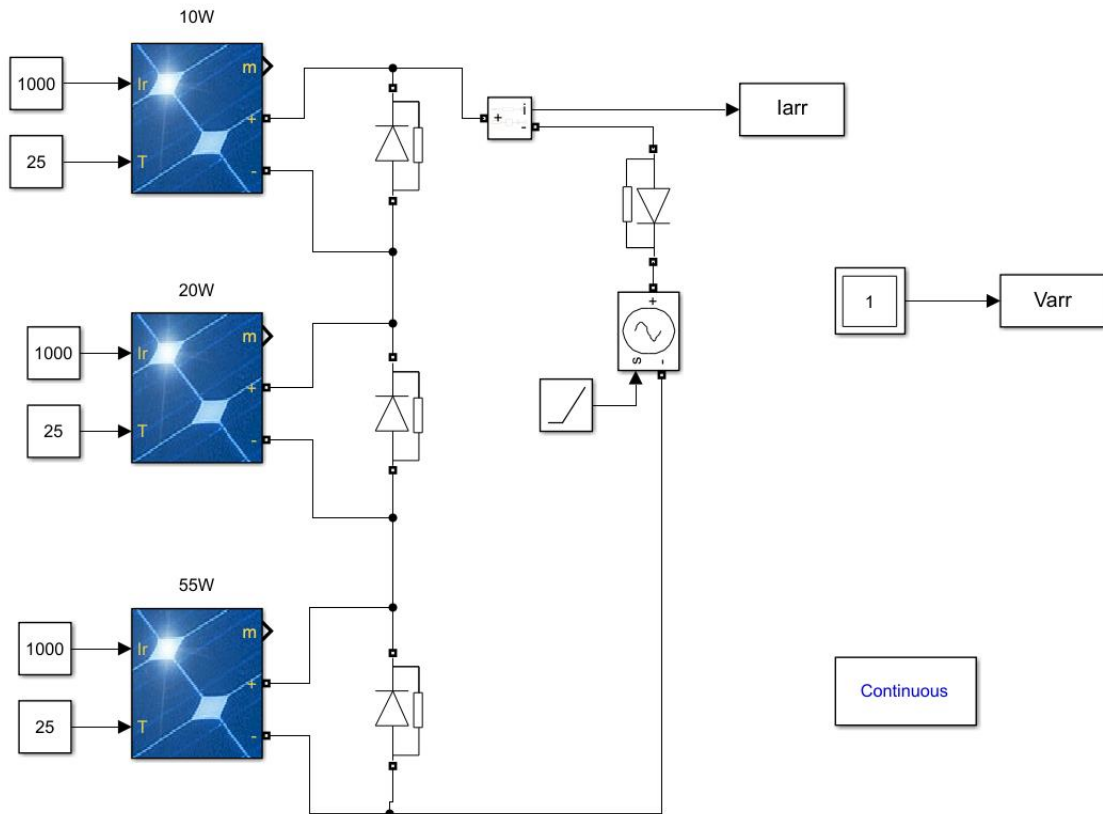 10W
1000
Ir
m
+
25
T
-
+
i
-
Iarr
20W
1000
Ir
m
+
25
T
-
+
s
-
1
Varr
55W
1000
Ir
m
+
25
T
-
Continuous